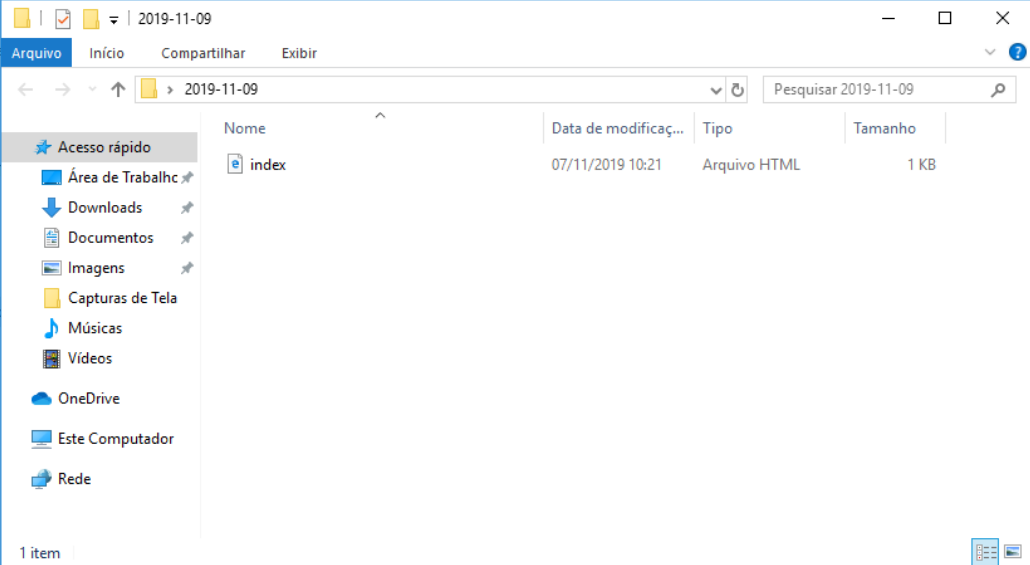 2019-11-09
Arquivo Início Compartilhar Exibir
2019-11-09 Pesquisar 2019-11-09
Nome Data de modificaç... Tipo Tamanho
index 07/11/2019 10:21 Arquivo HTML 1 KB
Acesso rápido
Área de Trabalhc
Downloads
Documentos
Imagens
Capturas de Tela
Músicas
Vídeos
OneDrive
Este Computador
Rede
1 item